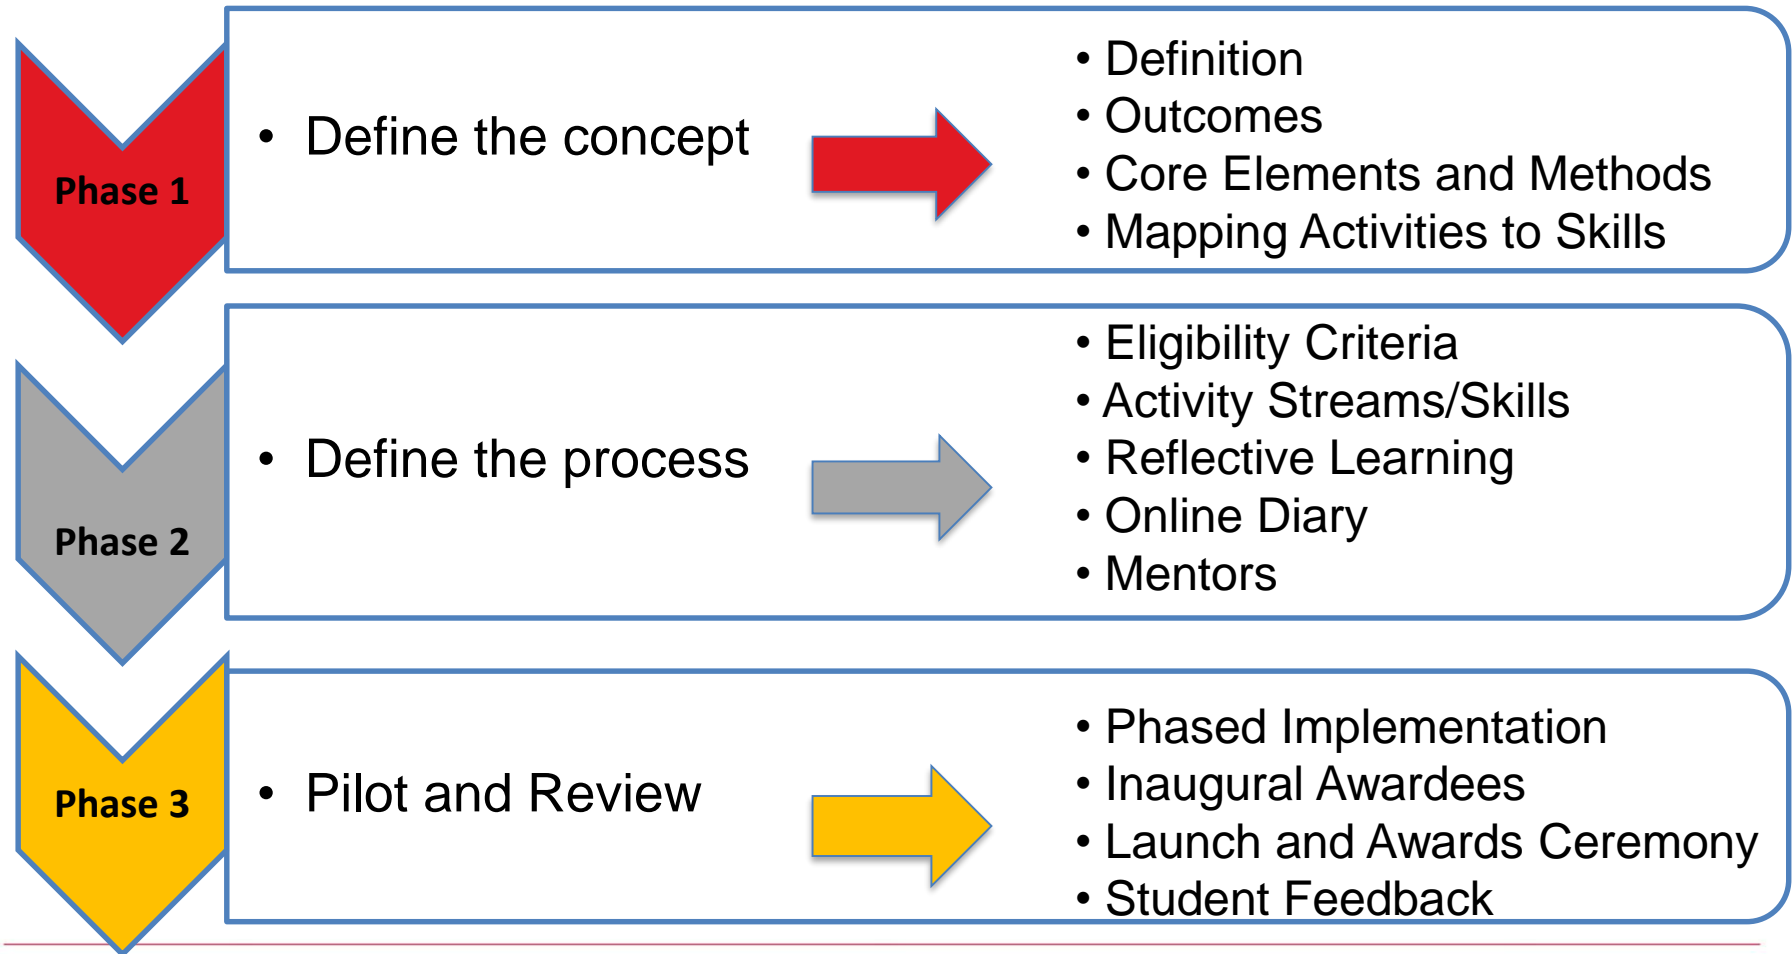 Phase 1
• Define the concept
• Definition
• Outcomes
• Core Elements and Methods
• Mapping Activities to Skills
Phase 2
• Define the process
• Eligibility Criteria
• Activity Streams/Skills
• Reflective Learning
• Online Diary
• Mentors
Phase 3
• Pilot and Review
• Phased Implementation
• Inaugural Awardees
• Launch and Awards Ceremony
• Student Feedback